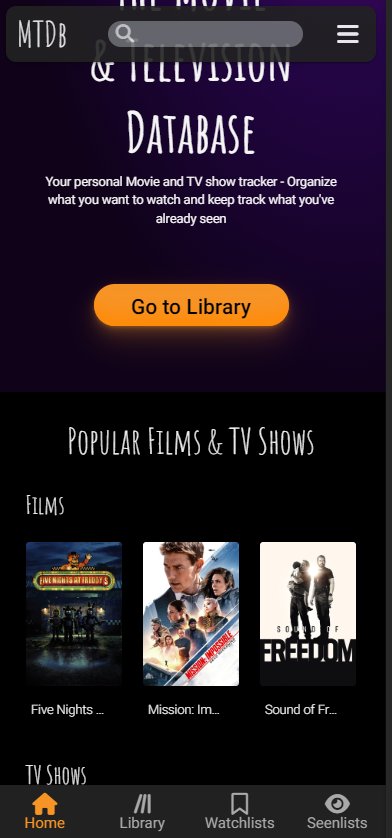 MTDb
The Movie
& Television
Database
Your personal Movie and TV show tracker - Organize
what you want to watch and keep track what you've
already seen
Go to Library
Popular Films & TV Shows
Films
FIVE NIGHTS AT FREDDY'S
MISSION: IMPOSSIBLE
SOUND OF
FREEDOM
Five Nights ...
Mission: Im...
Sound of Fr...
TV Shows
Home
Library
Watchlists
Seenlists